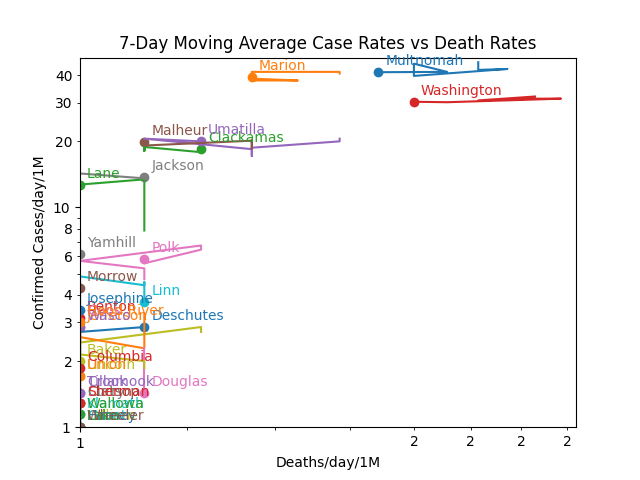 7-Day Moving Average Case Rates vs Death Rates
Multnomah
Marion
40
Washington
30
Malheur
Umatilla
Clackamas
20
Jackson
Lane
10
8
Yamhill
6
Polk
Morrow
4
Linn
Josephine
Benton
Deschutes
3
Baker
Columbia
2
Tillamook
Douglas
Sherman
Wallowa
1
1
2
2
2
2
Deaths/day/1M
Confirmed Cases/day/1M